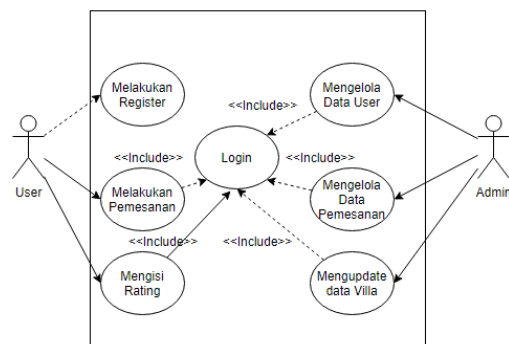 Melakukan
Register
Mengelola
Data User
<<Include>>
Login
<<Include>>
<<Include>>
User
Admin
Melakukan
Pemesanan
Mengelola
Data
Pemesanan
<<Include>>
<<Include>>
Mengisi
Rating
Mengupdate
data Villa